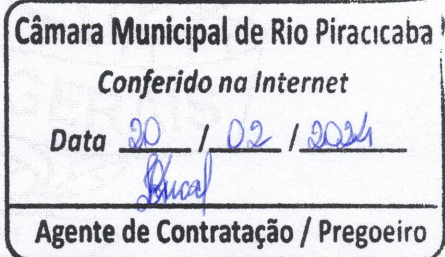 Câmara Municipal de Rio Piracicaba
Conferido na Internet
Data 20 / 02 / 2024
Agente de Contratação / Pregoeiro